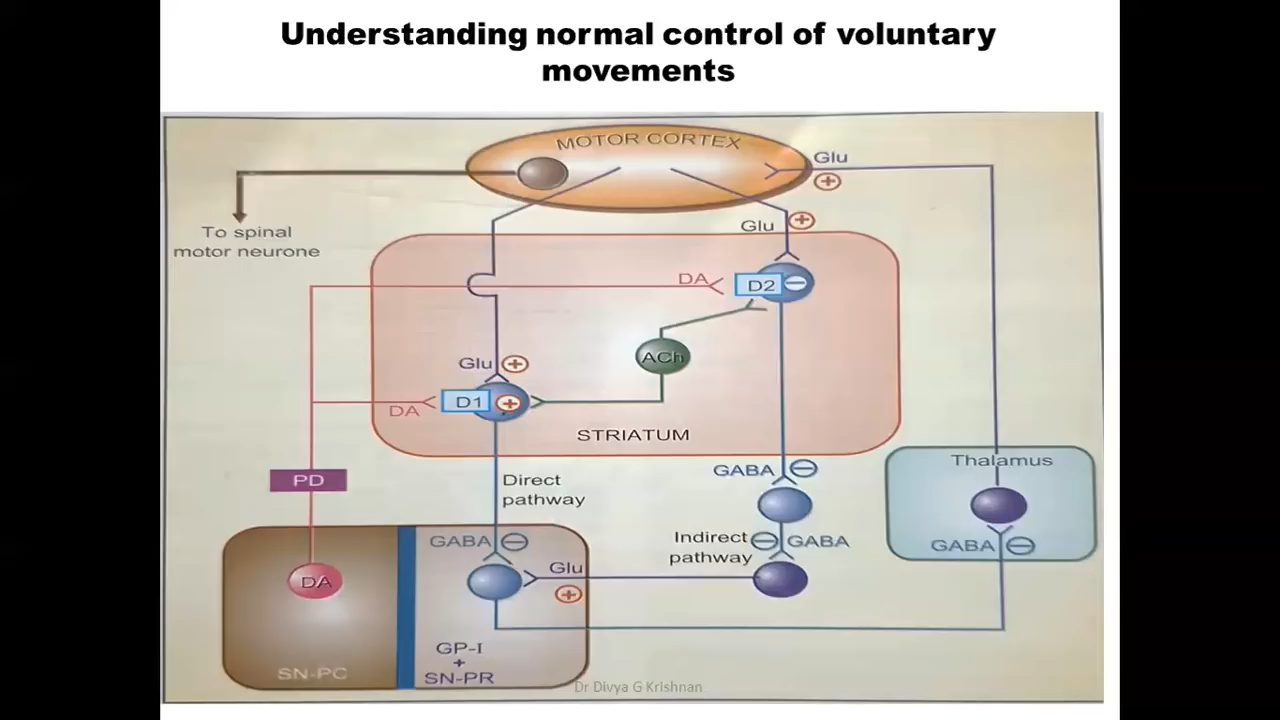 Understanding normal control of voluntary
movements
MOTOR CORTEX
Glu
+
To spinal
motor neurone
Glu
+
DA
D2
−
ACh
Glu
+
DA
D1
+
STRIATUM
PD
Direct
pathway
GABA −
Thalamus
Indirect
pathway
− GABA
GABA −
GABA −
Glu
+
DA
SN-PC
GP-I
+
SN-PR
Dr Divya G Krishnan